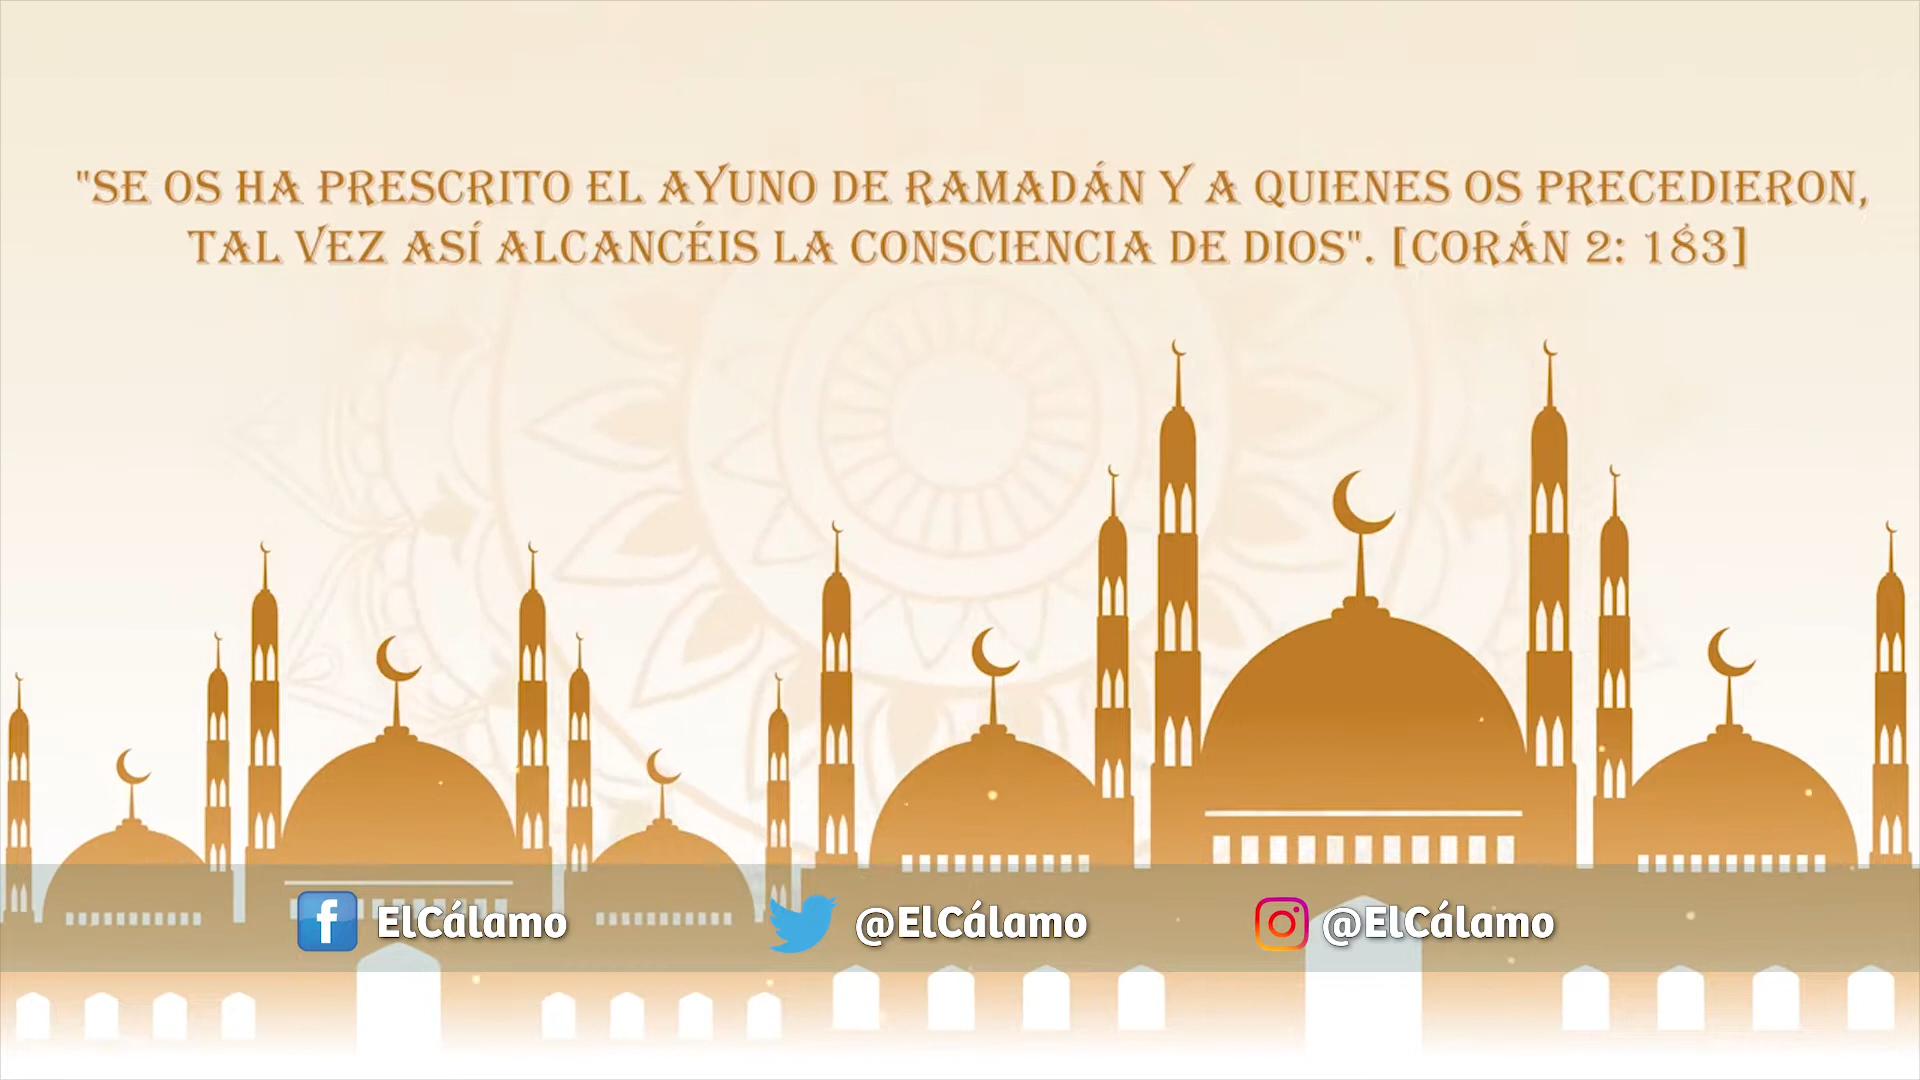 "SE OS HA PRESCRITO EL AYUNO DE RAMADÁN Y A QUIENES OS PRECEDIERON,
TAL VEZ ASÍ ALCANCÉIS LA CONSCIENCIA DE DIOS". [CORÁN 2: 183]
ElCálamo @ElCálamo @ElCálamo